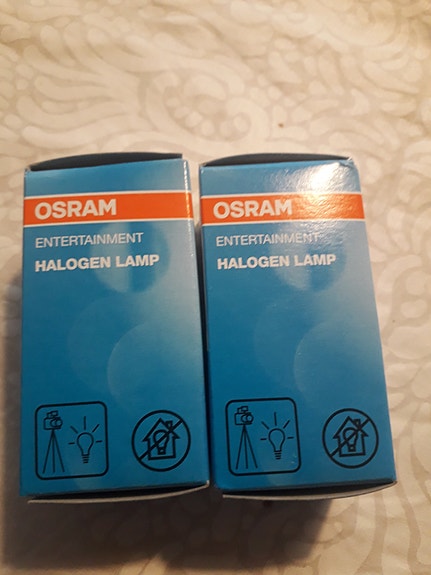 OSRAM
ENTERTAINMENT
HALOGEN LAMP
OSRAM
ENTERTAINMENT
HALOGEN LAMP